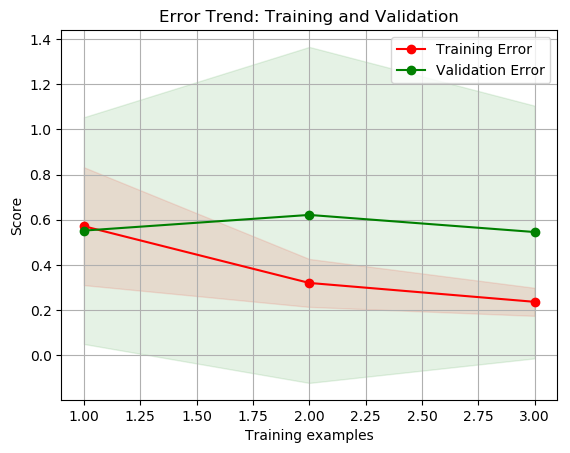 Error Trend: Training and Validation
1.4
1.2
1.0
0.8
0.6
0.4
0.2
0.0
Score
Training Error
Validation Error
1.00 1.25 1.50 1.75 2.00 2.25 2.50 2.75 3.00
Training examples